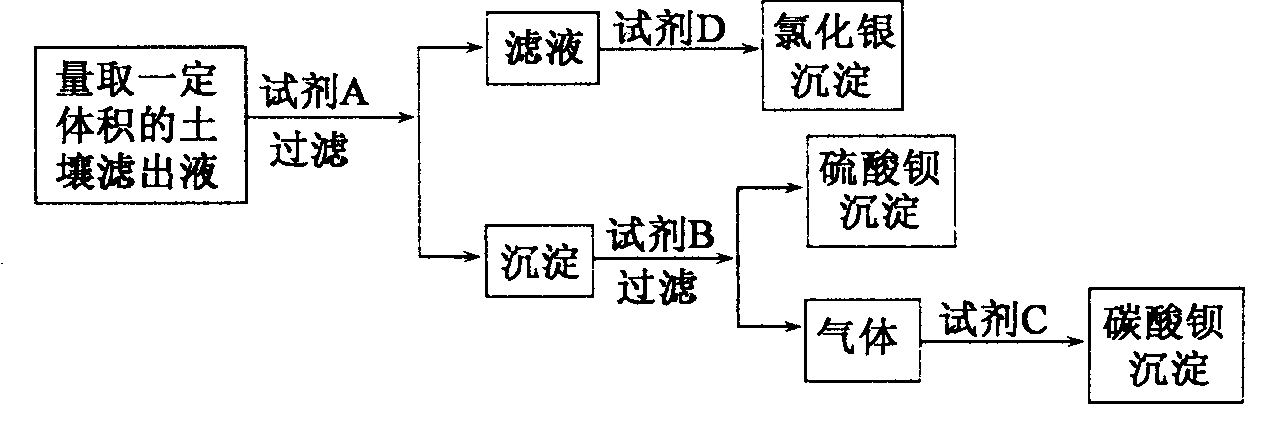 量取一定
体积的土
壤滤出液
试剂A
过滤
滤液
试剂D
氯化银
沉淀
沉淀
试剂B
过滤
硫酸钡
沉淀
气体
试剂C
碳酸钡
沉淀